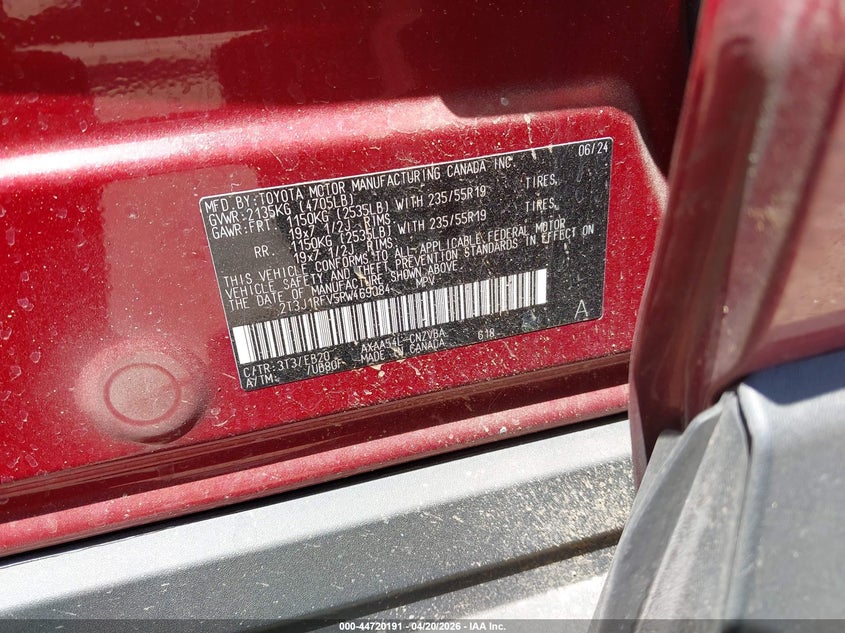 MFD. BY:TOYOTA MOTOR MANUFACTURING CANADA INC. 06/24
GVWR:2135KG (4705LB)
GAWR:FRT. 1150KG (2535LB) WITH 235/55R19 TIRES,
19x7 1/2J RIMS
RR. 1150KG (2535LB) WITH 235/55R19 TIRES,
19x7 1/2J RIMS
THIS VEHICLE CONFORMS TO ALL APPLICABLE FEDERAL MOTOR
VEHICLE SAFETY AND THEFT PREVENTION STANDARDS IN EFFECT ON
THE DATE OF MANUFACTURE SHOWN ABOVE.
2T3J1RFV5RW469084 MPV
A
C/TR:3T3/EB20 AXAA54L-CNZVBA 618
A/TM: /UB80F MADE IN CANADA
000-44720191 - 04/20/2026 - IAA Inc.